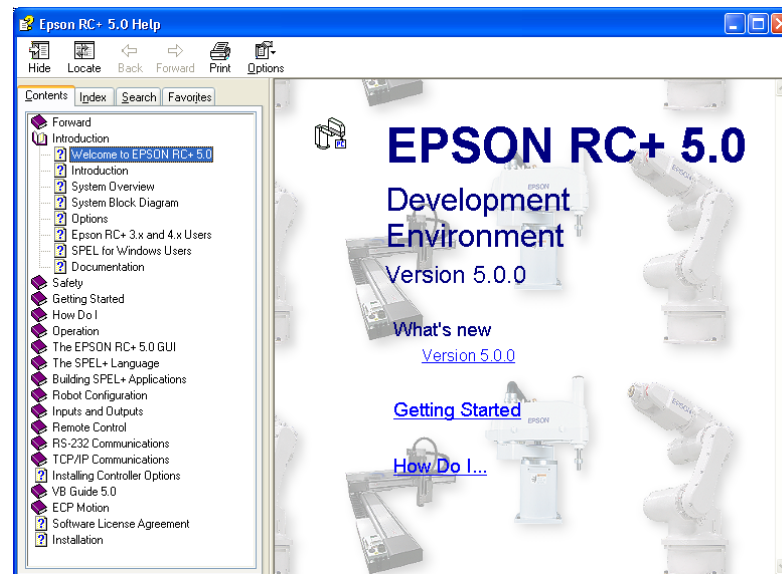 Epson RC+ 5.0 Help
Hide Locate Back Forward Print Options
Contents Index Search Favorites
Forward
Introduction
Welcome to EPSON RC+ 5.0
Introduction
System Overview
System Block Diagram
Options
Epson RC+ 3.x and 4.x Users
SPEL for Windows Users
Documentation
Safety
Getting Started
How Do I
Operation
The EPSON RC+ 5.0 GUI
The SPEL+ Language
Building SPEL+ Applications
Robot Configuration
Inputs and Outputs
Remote Control
RS-232 Communications
TCP/IP Communications
Installing Controller Options
VB Guide 5.0
ECP Motion
Software License Agreement
Installation
EPSON RC+ 5.0
EPSON
Development
Environment
Version 5.0.0
What's new
Version 5.0.0
Getting Started
EPSON
How Do I...